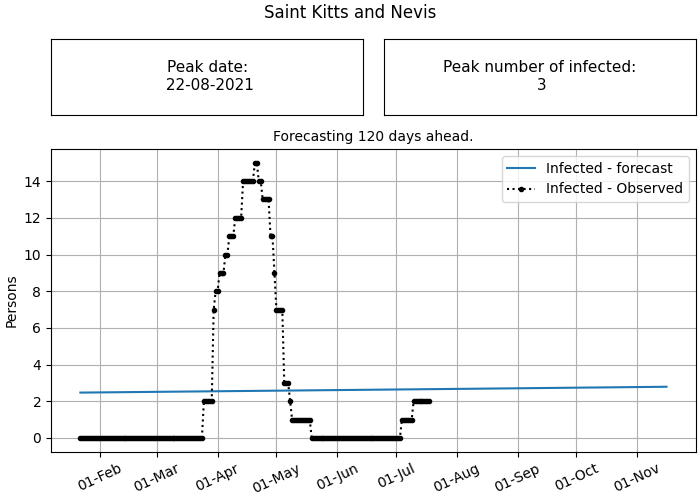 Saint Kitts and Nevis
Peak date:
22-08-2021
Peak number of infected:
3
Forecasting 120 days ahead.
Infected - forecast
Infected - Observed
Persons
14
12
10
8
6
4
2
0
01-Feb
01-Mar
01-Apr
01-May
01-Jun
01-Jul
01-Aug
01-Sep
01-Oct
01-Nov